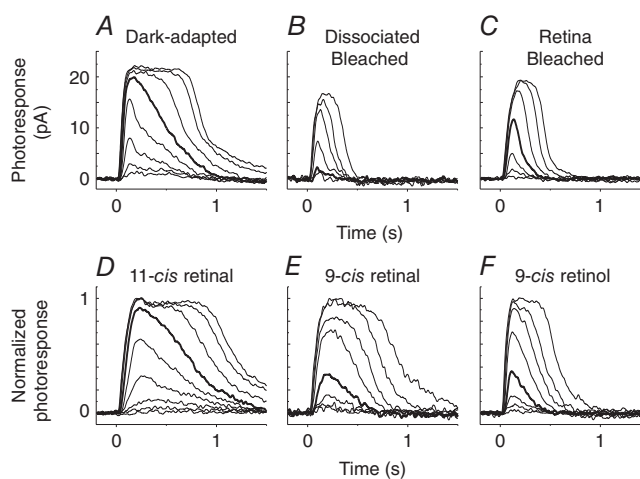 A Dark-adapted
B Dissociated
Bleached
C Retina
Bleached
Photoresponse
(pA)
20
10
0
0 1
0 1
0 1
Time (s)
D 11-cis retinal
E 9-cis retinal
F 9-cis retinol
Normalized
photoresponse
1
0
0 1
0 1
0 1
Time (s)